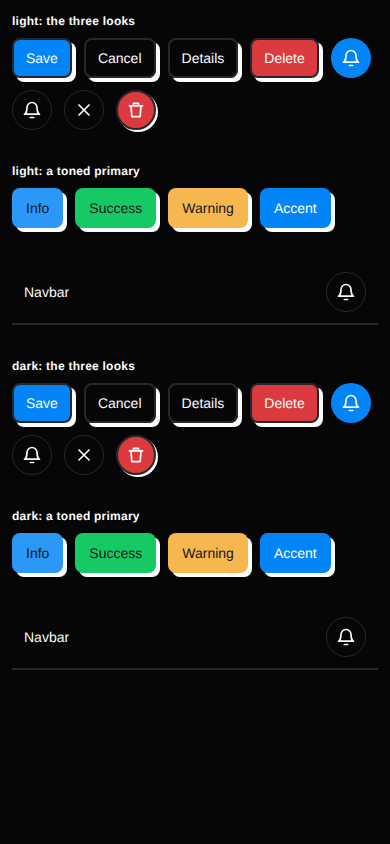 light: the three looks
Save Cancel Details Delete
light: a toned primary
Info Success Warning Accent
Navbar
dark: the three looks
Save Cancel Details Delete
dark: a toned primary
Info Success Warning Accent
Navbar